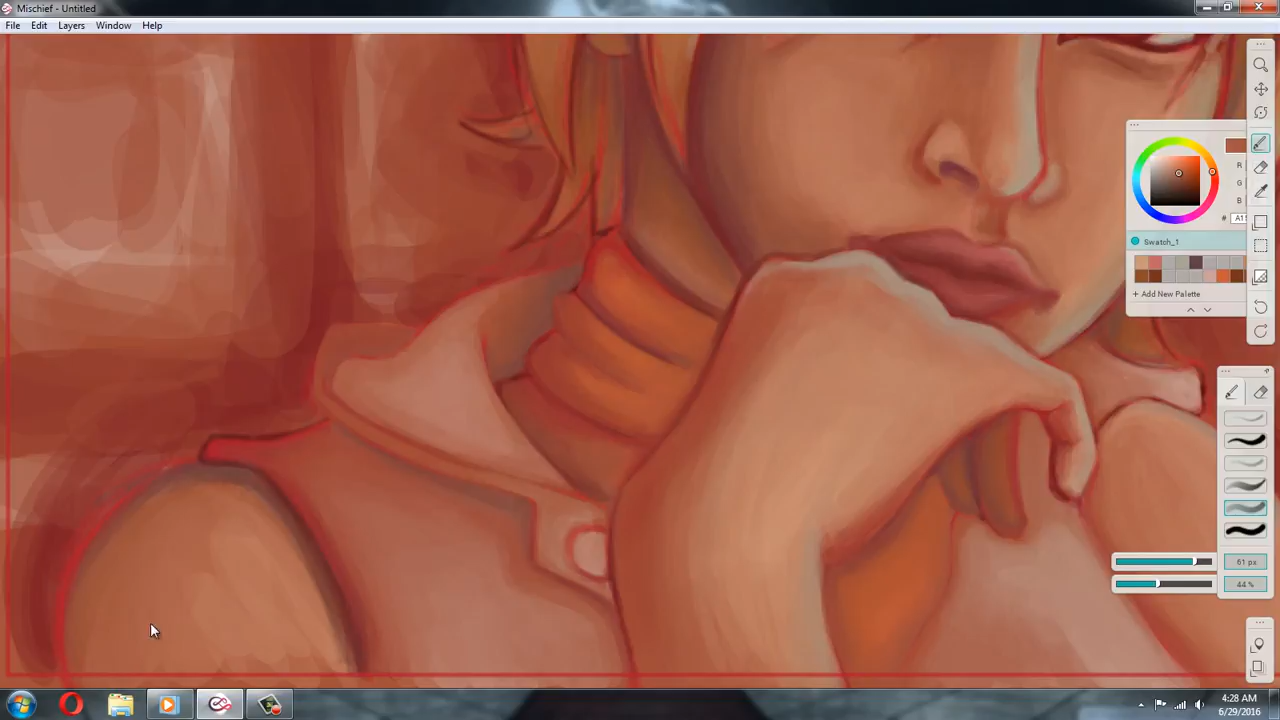 Mischief - Untitled
File Edit Layers Window Help
R
G
B
# A1
Swatch_1
+ Add New Palette
61 px
44 %
4:28 AM
6/29/2016